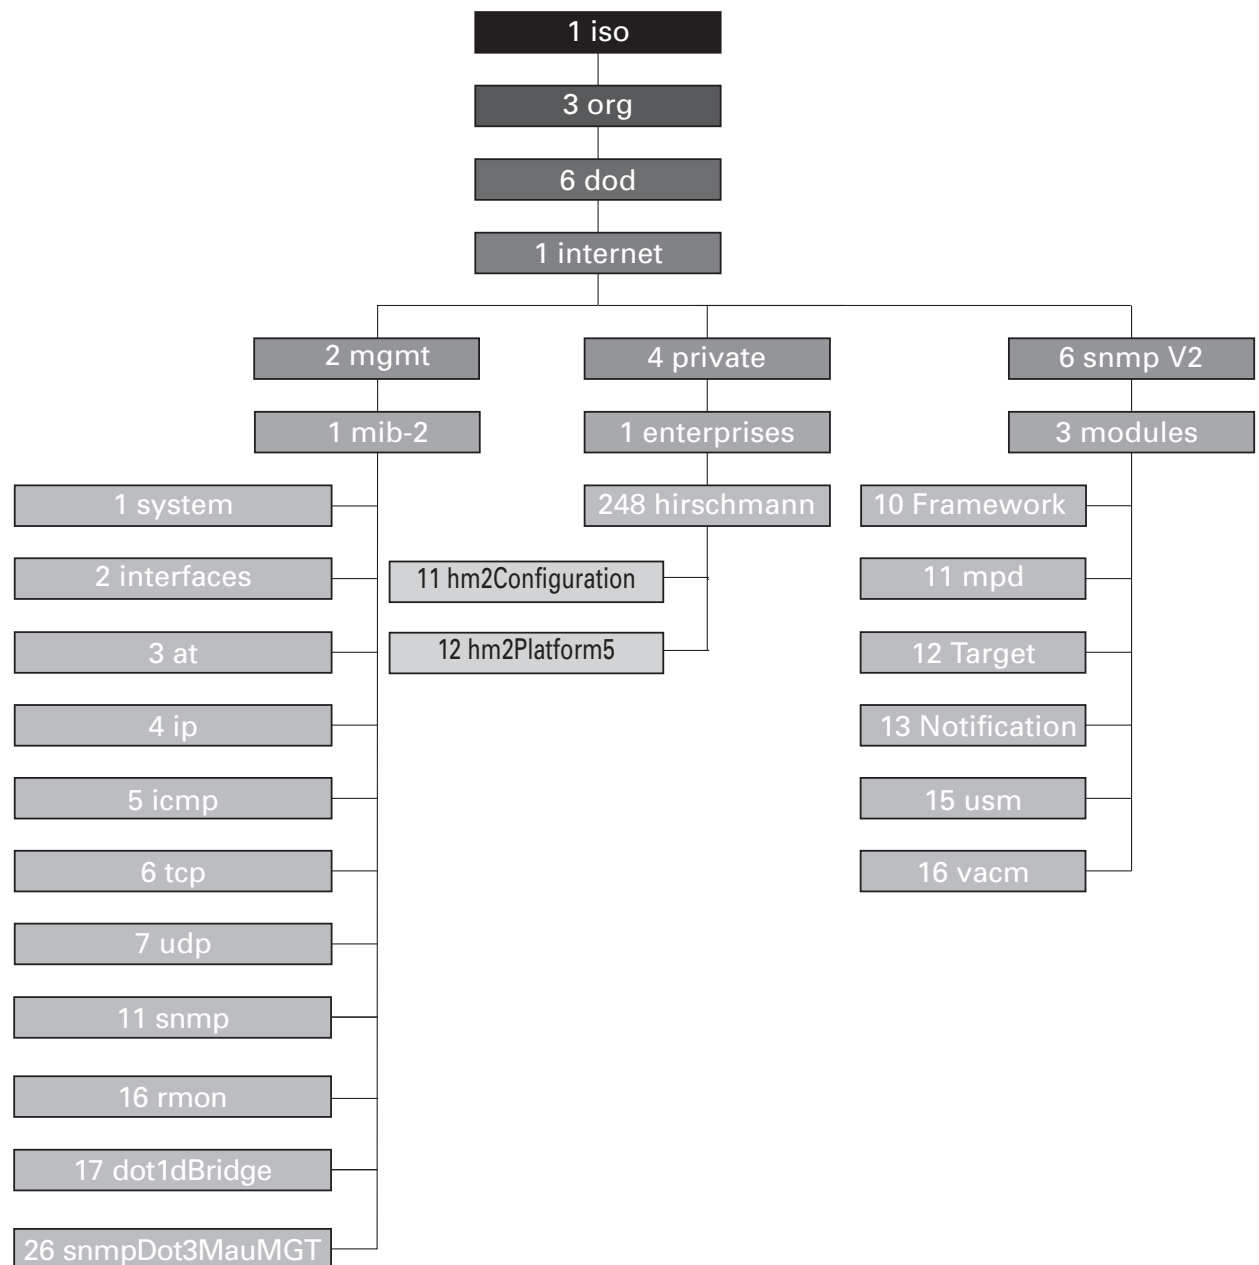 1 iso
3 org
6 dod
1 internet
2 mgmt
4 private
6 snmp V2
1 mib-2
1 enterprises
3 modules
1 system
248 hirschmann
10 Framework
2 interfaces
11 hm2Configuration
11 mpd
3 at
12 hm2Platform5
12 Target
4 ip
13 Notification
5 icmp
15 usm
6 tcp
16 vacm
7 udp
11 snmp
16 rmon
17 dot1dBridge
26 snmpDot3MauMGT